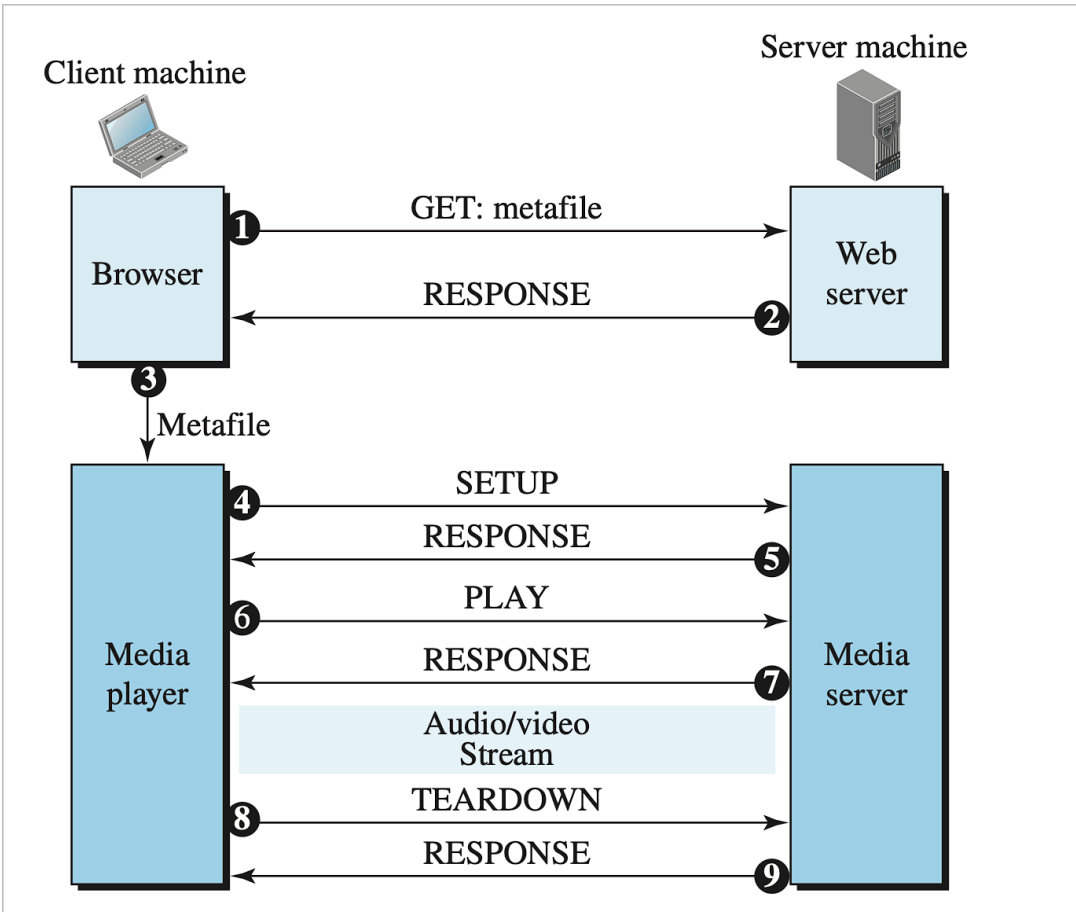 Server machine
Client machine
GET: metafile
1
Web
server
Browser
RESPONSE
2
3
Metafile
SETUP
4
RESPONSE
5
PLAY
6
Media
player
RESPONSE
7
Media
server
Audio/video
Stream
TEARDOWN
8
RESPONSE
9